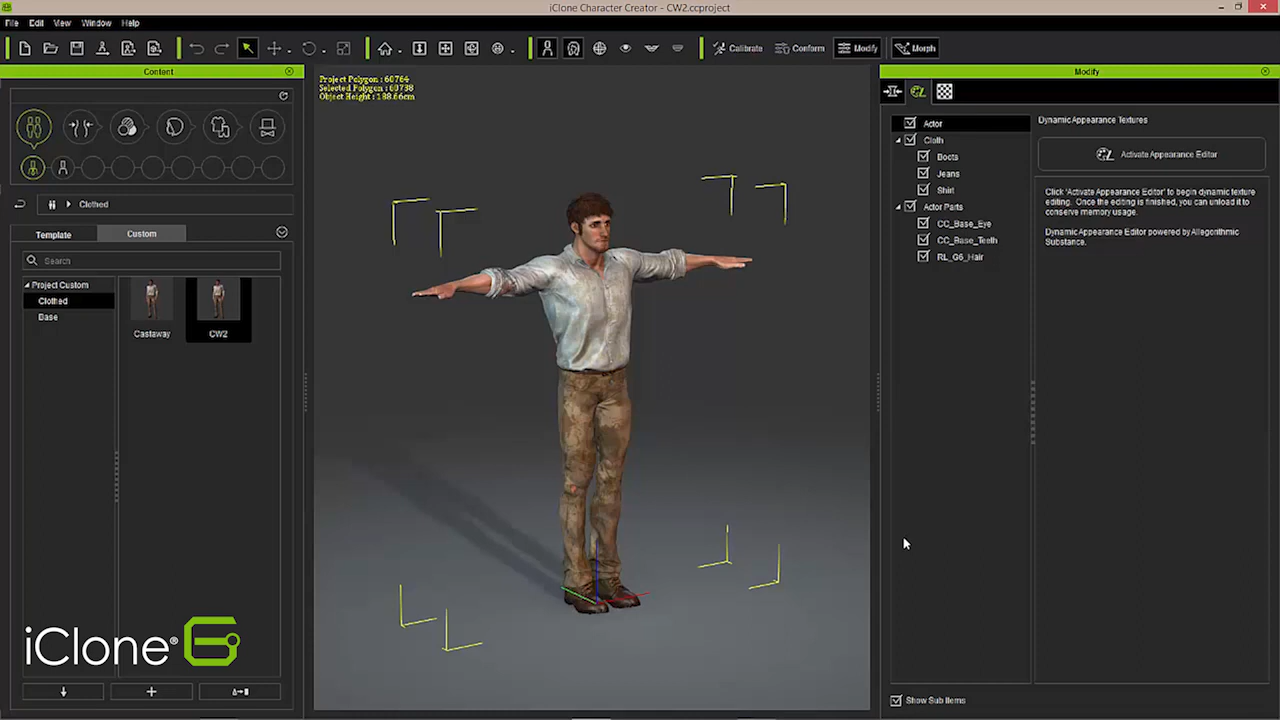 iClone Character Creator - CW2.ccproject
File Edit View Window Help
Calibrate Conform Modify Morph
Content
Modify
Project Polygon : 60764
Selected Polygon : 60738
Object Height : 188.66cm
Clothed
Template Custom
Search
Project Custom
Clothed
Base
Castaway CW2
Actor
Cloth
Boots
Jeans
Shirt
Actor Parts
CC_Base_Eye
CC_Base_Teeth
RL_G6_Hair
Dynamic Appearance Textures
Activate Appearance Editor
Click 'Activate Appearance Editor' to begin dynamic texture
editing. Once the editing is finished, you can unload it to
conserve memory usage.
Dynamic Appearance Editor powered by Allegorithmic
Substance.
iClone® 6
Show Sub Items